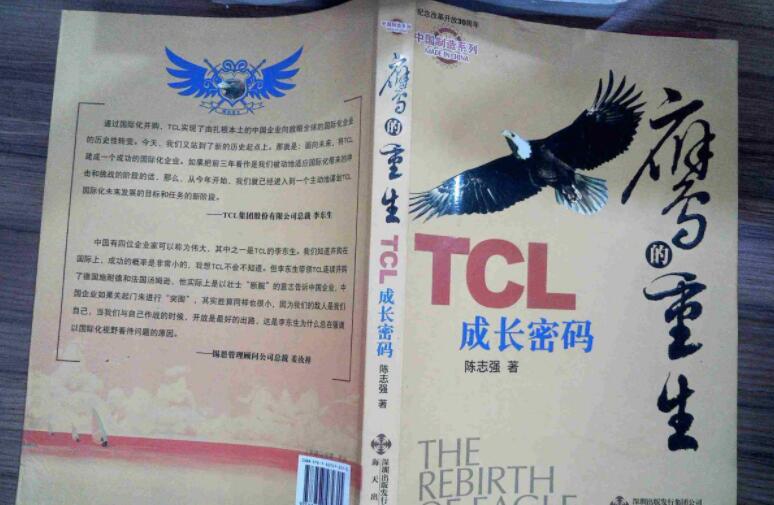 通过国际化并购，TCL实现了由扎根本土的中国企业向放眼全球的国际化企业
的历史性转变。今天，我们又站到了新的历史起点上。那就是：面向未来，将TCL
建成一个成功的国际化企业。如果把前三年看作是我们被动地适应国际化带来的冲
击和挑战的阶段的话，那么，从今年开始，我们就已经进入到一个主动地谋划TCL
国际化未来发展的目标和任务的新阶段。
——TCL集团股份有限公司总裁 李东生
中国有四位企业家可以称为伟大，其中之一是TCL的李东生。我们知道并购在
国际上，成功的概率是非常小的，我想TCL不会不知道。但李东生带领TCL连续并购
了德国施耐德和法国汤姆逊，他实际上是以壮士“断腕”的意志告诉中国企业，中
国企业如果关起门来进行“突围”，其实胜算同样也很小，因为我们的敌人是我们
自己，当我们与自己作战的时候，开放是最好的出路，这是李东生为什么总在强调
以国际化视野看待问题的原因。
——锡恩管理顾问公司总裁 姜汝祥
鹰的重生
TCL
成长密码
陈志强 著
深圳出版发行
海天出
纪念改革开放30周年
中国制造系列
MADE IN CHINA
鹰的重生
TCL
成长密码
陈志强 著
THE
REBIRTH
OF EAGLE
深圳出版发行集团公司